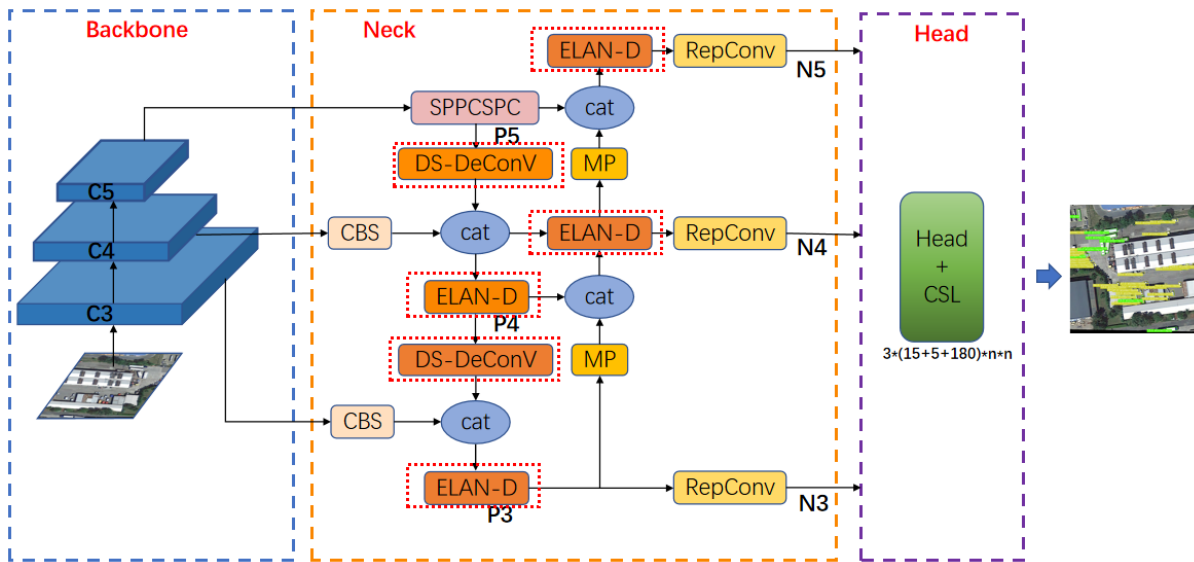 Backbone
Neck
Head
ELAN-D
RepConv
N5
SPPCSPC
cat
P5
DS-DeConV
MP
C5
CBS
cat
ELAN-D
RepConv
N4
C4
Head
+
CSL
ELAN-D
cat
C3
P4
DS-DeConV
MP
3*(15+5+180)*n*n
CBS
cat
ELAN-D
RepConv
P3
N3